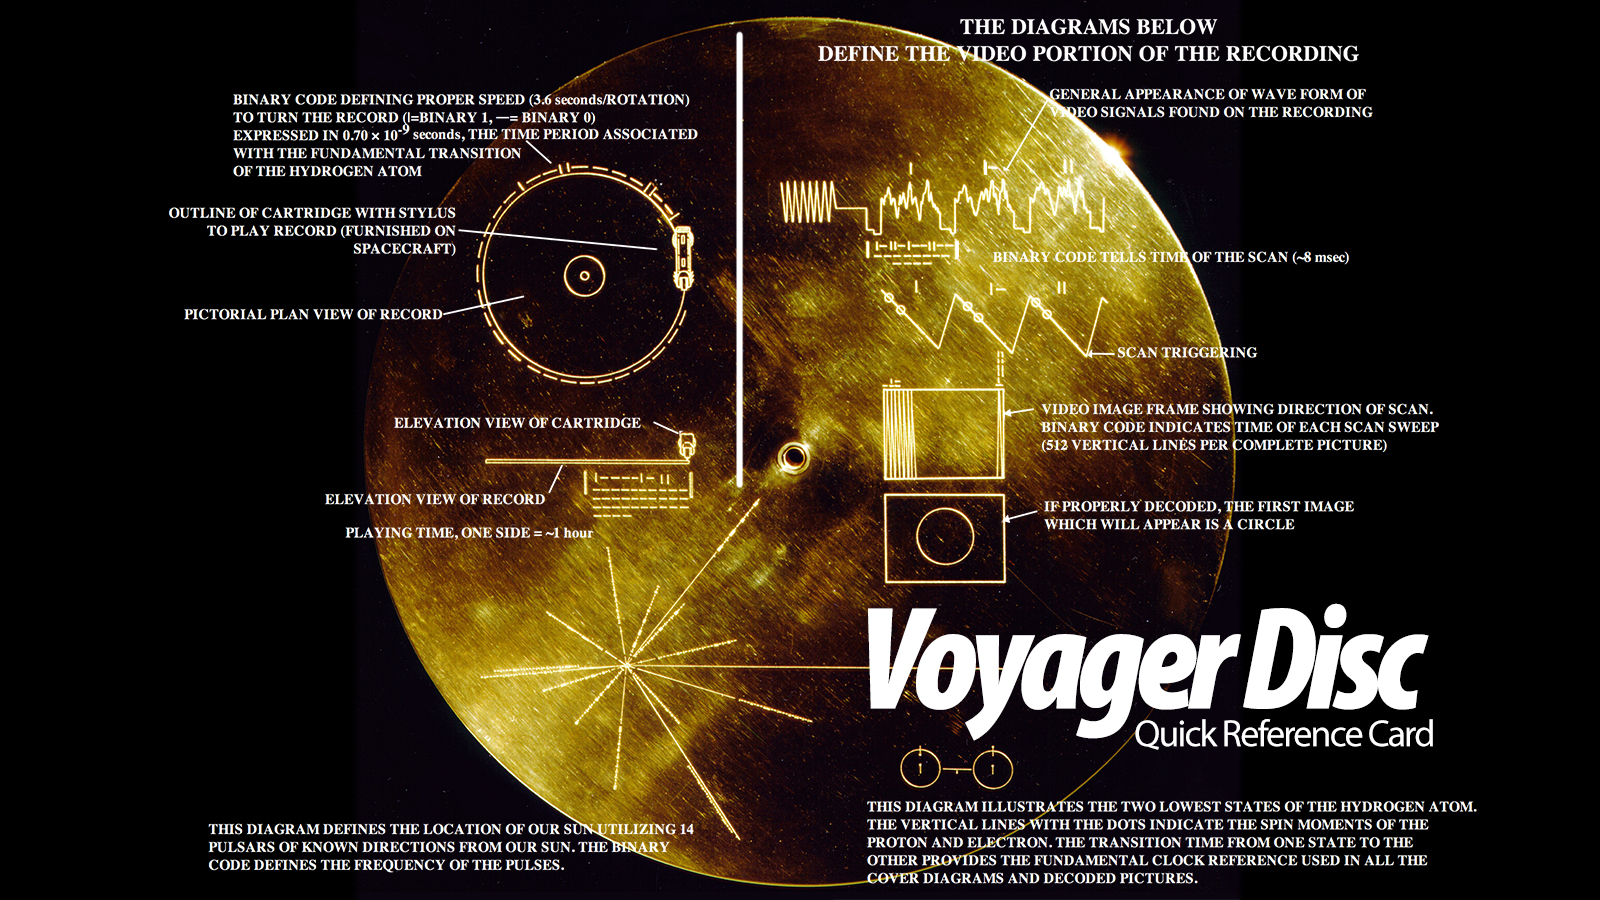 THE DIAGRAMS BELOW
DEFINE THE VIDEO PORTION OF THE RECORDING
BINARY CODE DEFINING PROPER SPEED (3.6 seconds/ROTATION)
TO TURN THE RECORD (|=BINARY 1, —= BINARY 0)
EXPRESSED IN 0.70 × 10⁻⁹ seconds, THE TIME PERIOD ASSOCIATED
WITH THE FUNDAMENTAL TRANSITION
OF THE HYDROGEN ATOM
GENERAL APPEARANCE OF WAVE FORM OF
VIDEO SIGNALS FOUND ON THE RECORDING
OUTLINE OF CARTRIDGE WITH STYLUS
TO PLAY RECORD (FURNISHED ON
SPACECRAFT)
BINARY CODE TELLS TIME OF THE SCAN (~8 msec)
PICTORIAL PLAN VIEW OF RECORD
SCAN TRIGGERING
ELEVATION VIEW OF CARTRIDGE
VIDEO IMAGE FRAME SHOWING DIRECTION OF SCAN.
BINARY CODE INDICATES TIME OF EACH SCAN SWEEP
(512 VERTICAL LINES PER COMPLETE PICTURE)
ELEVATION VIEW OF RECORD
PLAYING TIME, ONE SIDE = ~1 hour
IF PROPERLY DECODED, THE FIRST IMAGE
WHICH WILL APPEAR IS A CIRCLE
Voyager Disc
Quick Reference Card
THIS DIAGRAM DEFINES THE LOCATION OF OUR SUN UTILIZING 14
PULSARS OF KNOWN DIRECTIONS FROM OUR SUN. THE BINARY
CODE DEFINES THE FREQUENCY OF THE PULSES.
THIS DIAGRAM ILLUSTRATES THE TWO LOWEST STATES OF THE HYDROGEN ATOM.
THE VERTICAL LINES WITH THE DOTS INDICATE THE SPIN MOMENTS OF THE
PROTON AND ELECTRON. THE TRANSITION TIME FROM ONE STATE TO THE
OTHER PROVIDES THE FUNDAMENTAL CLOCK REFERENCE USED IN ALL THE
COVER DIAGRAMS AND DECODED PICTURES.